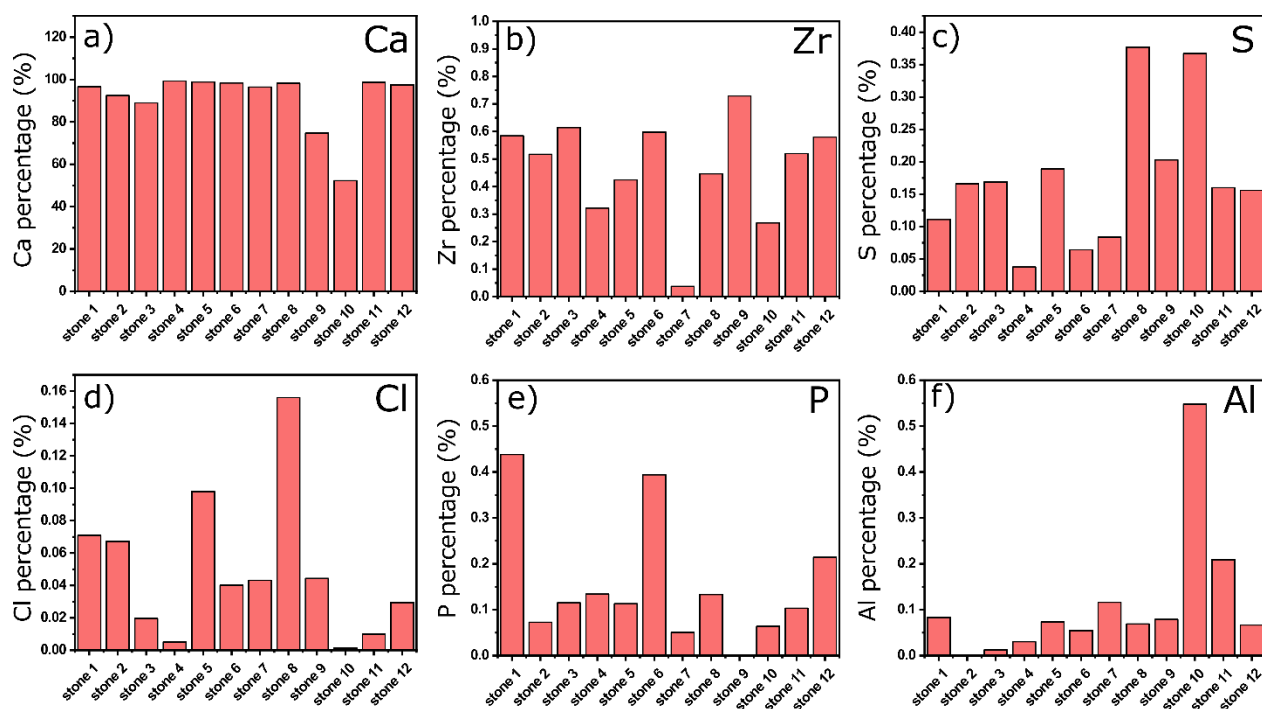 a) Ca
Ca percentage (%)
120
100
80
60
40
20
0
stone 1 stone 2 stone 3 stone 4 stone 5 stone 6 stone 7 stone 8 stone 9 stone 10 stone 11 stone 12
b) Zr
Zr percentage (%)
1.0
0.9
0.8
0.7
0.6
0.5
0.4
0.3
0.2
0.1
0.0
stone 1 stone 2 stone 3 stone 4 stone 5 stone 6 stone 7 stone 8 stone 9 stone 10 stone 11 stone 12
c) S
S percentage (%)
0.40
0.35
0.30
0.25
0.20
0.15
0.10
0.05
0.00
stone 1 stone 2 stone 3 stone 4 stone 5 stone 6 stone 7 stone 8 stone 9 stone 10 stone 11 stone 12
d) Cl
Cl percentage (%)
0.16
0.14
0.12
0.10
0.08
0.06
0.04
0.02
0.00
stone 1 stone 2 stone 3 stone 4 stone 5 stone 6 stone 7 stone 8 stone 9 stone 10 stone 11 stone 12
e) P
P percentage (%)
0.6
0.5
0.4
0.3
0.2
0.1
0.0
stone 1 stone 2 stone 3 stone 4 stone 5 stone 6 stone 7 stone 8 stone 9 stone 10 stone 11 stone 12
f) Al
Al percentage (%)
0.6
0.5
0.4
0.3
0.2
0.1
0.0
stone 1 stone 2 stone 3 stone 4 stone 5 stone 6 stone 7 stone 8 stone 9 stone 10 stone 11 stone 12